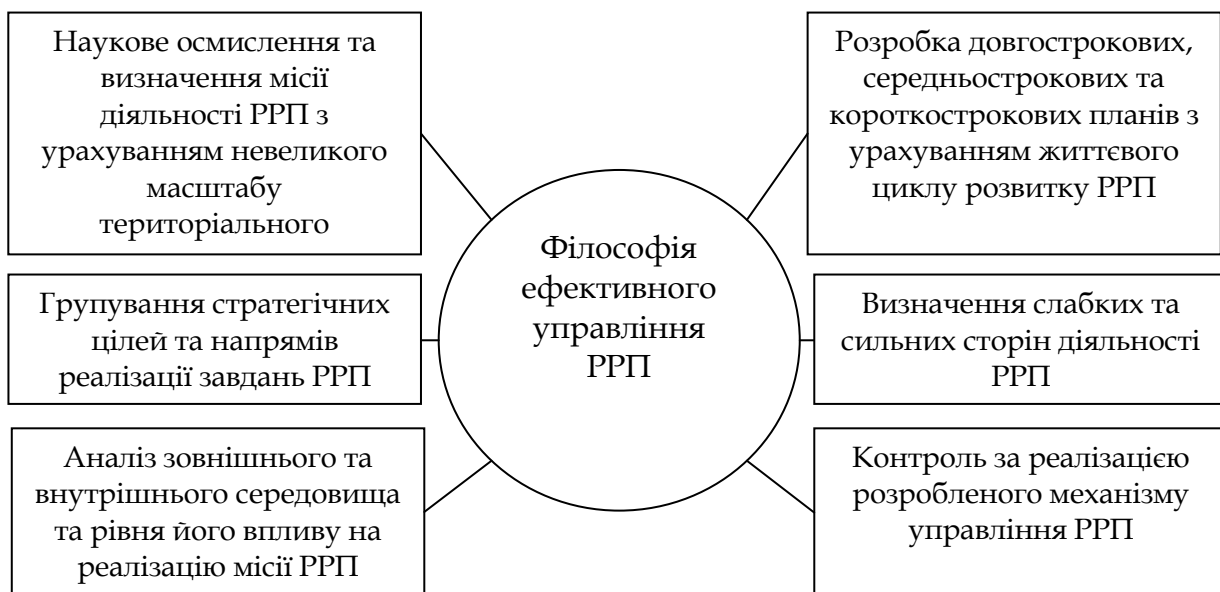 Наукове осмислення та
визначення місії
діяльності РРП з
урахуванням невеликого
масштабу
територіального
Групування стратегічних
цілей та напрямів
реалізації завдань РРП
Аналіз зовнішнього та
внутрішнього середовища
та рівня його впливу на
реалізацію місії РРП
Філософія
ефективного
управління
РРП
Розробка довгострокових,
середньострокових та
короткострокових планів з
урахуванням життєвого
циклу розвитку РРП
Визначення слабких та
сильних сторін діяльності
РРП
Контроль за реалізацією
розробленого механізму
управління РРП